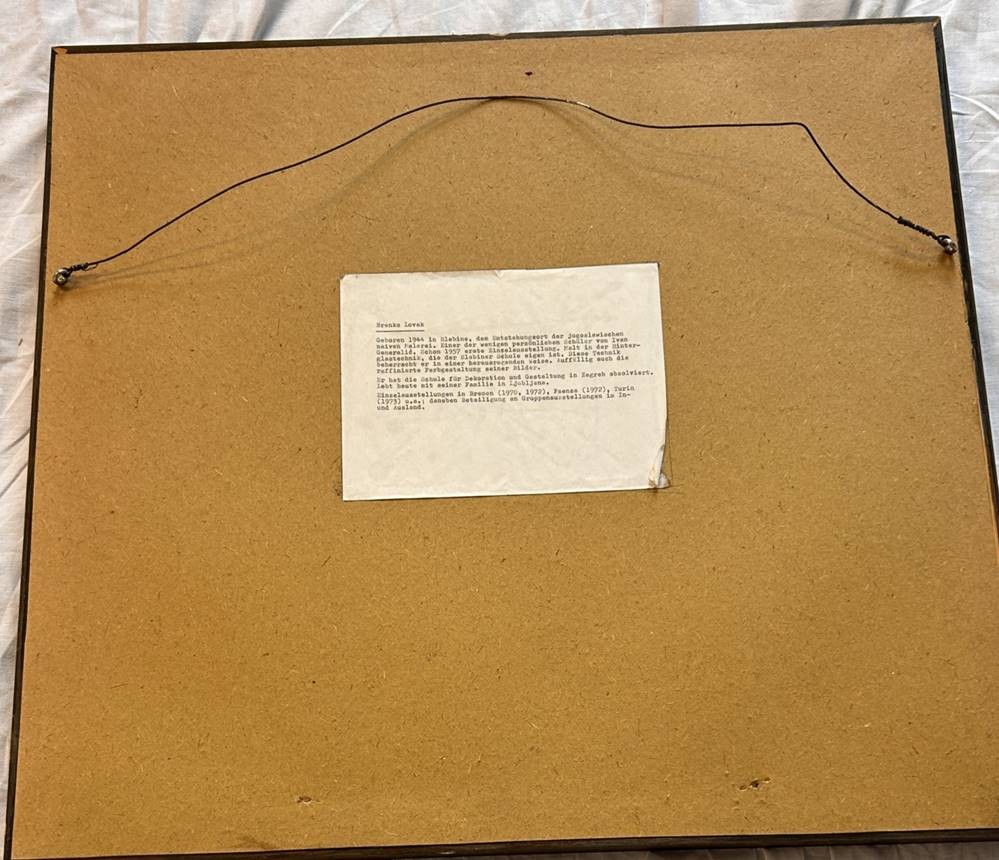 Branko Lovak
Geboren 1944 in Hlebine, dem Entstehungsort der jugoslawischen
naiven Malerei. Einer der wenigen persönlichen Schüler von Ivan
Generalić. Schon 1957 erste Einzelausstellung. Malt in der Hinter-
glastechnik, die der Hlebiner Schule eigen ist. Diese Technik
beherrscht er in einer herausragenden Weise. Auffällig auch die
raffinierte Farbgestaltung seiner Bilder.
Er hat die Schule für Dekoration und Gestaltung in Zagreb absolviert.
Lebt heute mit seiner Familie in Ljubljana.
Einzelausstellungen in Bremen (1970, 1972), Faenza (1972), Turin
(1973) u.a.; daneben Beteiligung an Gruppenausstellungen im In-
und Ausland.